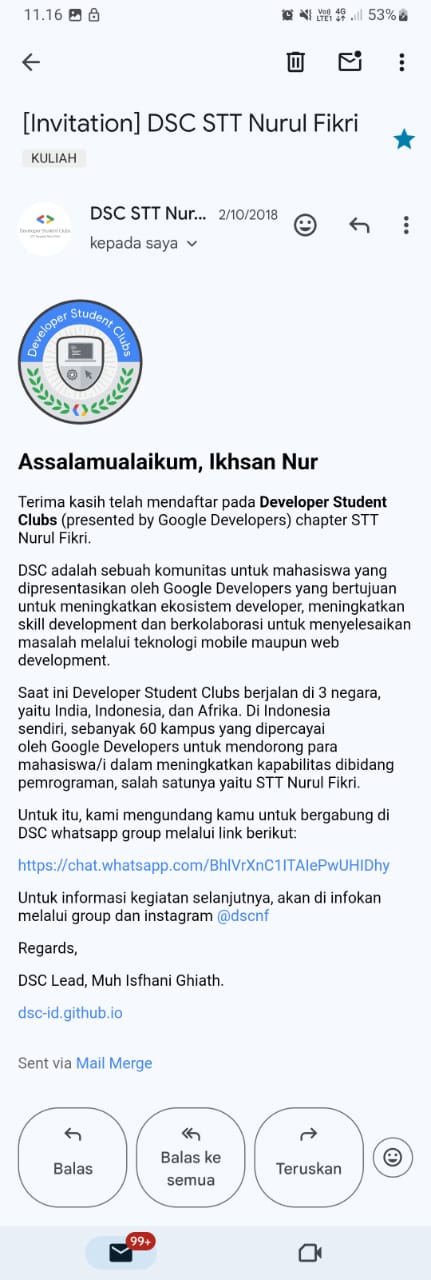 11.16
Vo) 4G
LTE1
53%
[Invitation] DSC STT Nurul Fikri
KULIAH
DSC STT Nur... 2/10/2018
kepada saya
Developer Student Clubs
Developer Student Clubs
Assalamualaikum, Ikhsan Nur
Terima kasih telah mendaftar pada Developer Student
Clubs (presented by Google Developers) chapter STT
Nurul Fikri.
DSC adalah sebuah komunitas untuk mahasiswa yang
dipresentasikan oleh Google Developers yang bertujuan
untuk meningkatkan ekosistem developer, meningkatkan
skill development dan berkolaborasi untuk menyelesaikan
masalah melalui teknologi mobile maupun web
development.
Saat ini Developer Student Clubs berjalan di 3 negara,
yaitu India, Indonesia, dan Afrika. Di Indonesia
sendiri, sebanyak 60 kampus yang dipercayai
oleh Google Developers untuk mendorong para
mahasiswa/i dalam meningkatkan kapabilitas dibidang
pemrograman, salah satunya yaitu STT Nurul Fikri.
Untuk itu, kami mengundang kamu untuk bergabung di
DSC whatsapp group melalui link berikut:
https://chat.whatsapp.com/BhlVrXnC1ITAlePwUHIDhy
Untuk informasi kegiatan selanjutnya, akan di infokan
melalui group dan instagram @dscnf
Regards,
DSC Lead, Muh Isfhani Ghiath.
dsc-id.github.io
Sent via Mail Merge
Balas
Balas ke
semua
Teruskan
99+